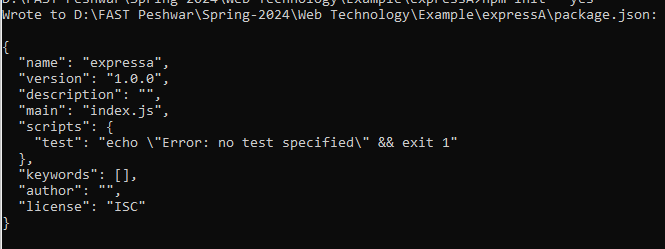 D:\FAST Peshwar\Spring-2024\Web Technology\Example\expressA>npm init --yes
Wrote to D:\FAST Peshwar\Spring-2024\Web Technology\Example\expressA\package.json:
{
  "name": "expressa",
  "version": "1.0.0",
  "description": "",
  "main": "index.js",
  "scripts": {
    "test": "echo \"Error: no test specified\" && exit 1"
  },
  "keywords": [],
  "author": "",
  "license": "ISC"
}